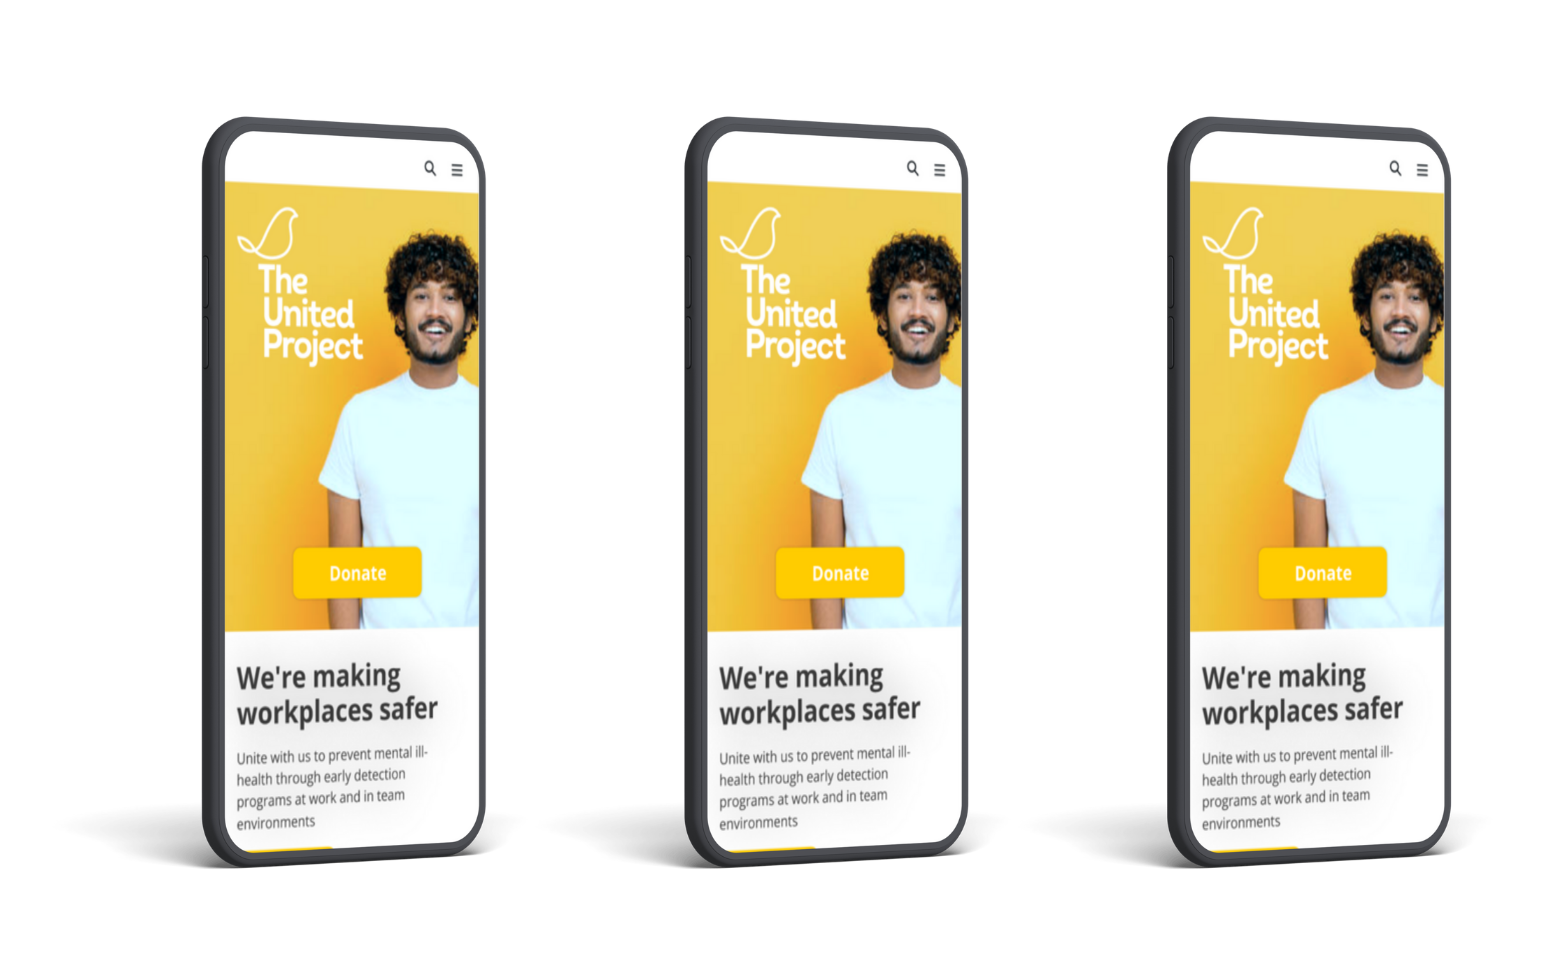 The
United
Project
Donate
We're making
workplaces safer
Unite with us to prevent mental ill-
health through early detection
programs at work and in team
environments
The
United
Project
Donate
We're making
workplaces safer
Unite with us to prevent mental ill-
health through early detection
programs at work and in team
environments
The
United
Project
Donate
We're making
workplaces safer
Unite with us to prevent mental ill-
health through early detection
programs at work and in team
environments